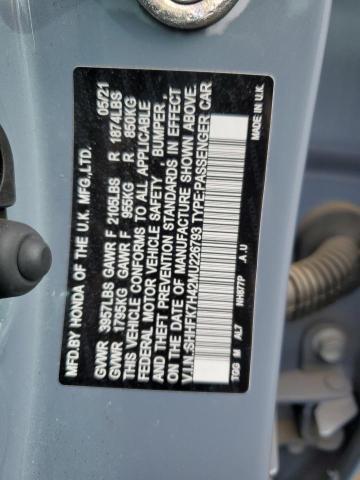 MFD.BY HONDA OF THE U.K. MFG.,LTD. 05/21
GVWR 3957LBS GAWR F 2105LBS R 1874LBS
GVWR 1795KG GAWR F 955KG R 850KG
THIS VEHICLE CONFORMS TO ALL APPLICABLE
FEDERAL MOTOR VEHICLE SAFETY , BUMPER ,
AND THEFT PREVENTION STANDARDS IN EFFECT
ON THE DATE OF MANUFACTURE SHOWN ABOVE.
V.I.N.:SHHFK7H42MU226793 TYPE:PASSENGER CAR
TGG M ALT NH877P .A.U MADE IN U.K